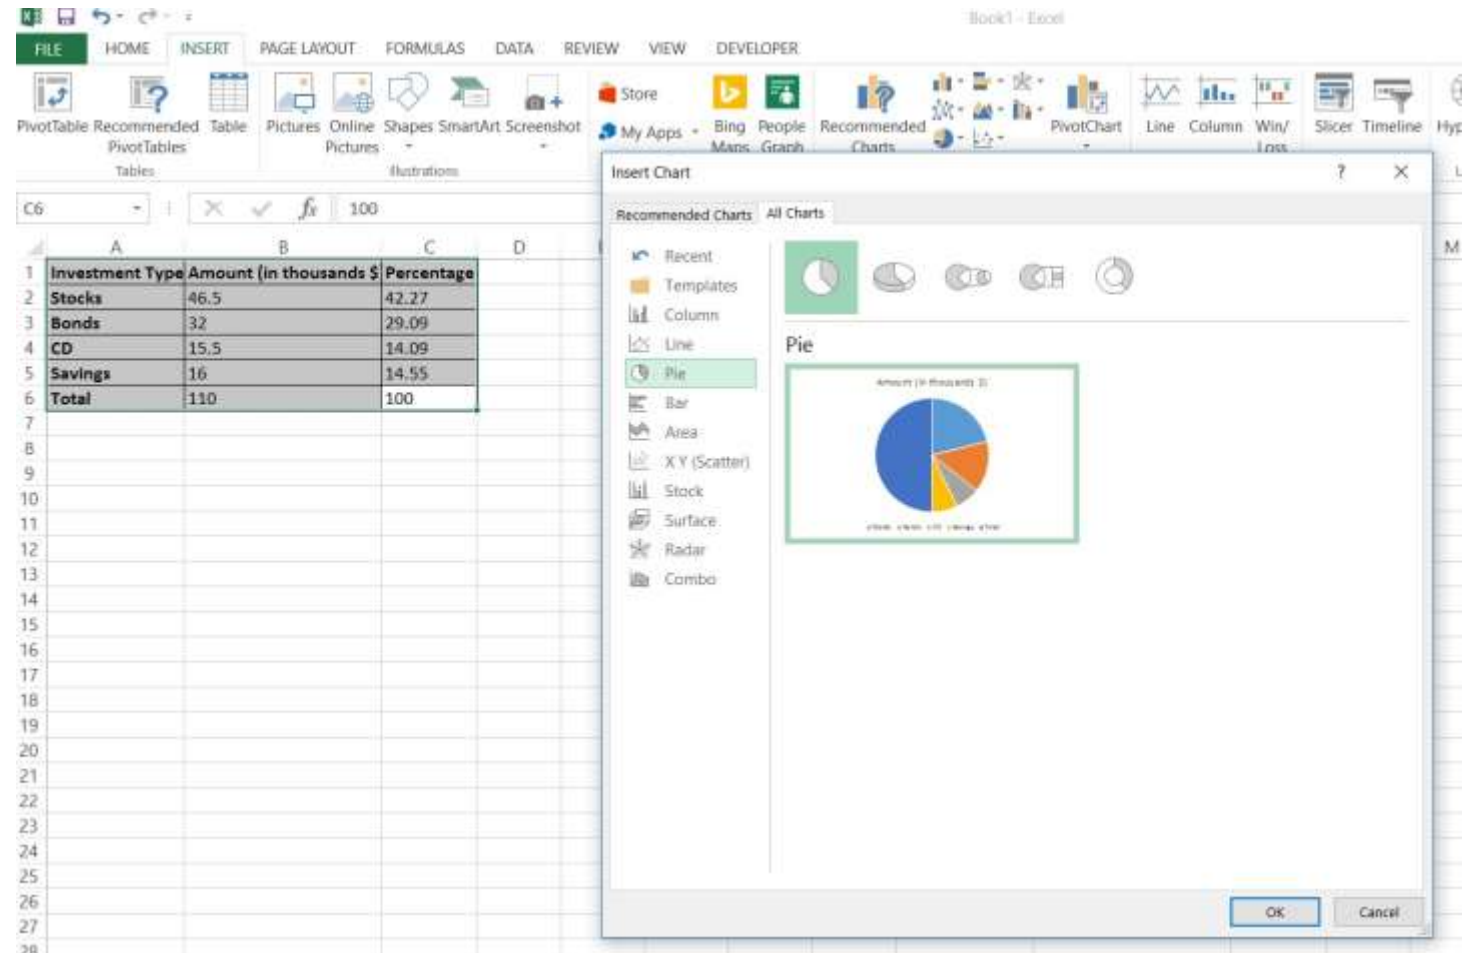 Book1 - Excel
FILE HOME INSERT PAGE LAYOUT FORMULAS DATA REVIEW VIEW DEVELOPER
PivotTable Recommended PivotTables Table Pictures Online Pictures Shapes SmartArt Screenshot Store My Apps Bing Maps People Graph Recommended Charts PivotChart Line Column Win/ Loss Slicer Timeline
Tables Illustrations
Insert Chart ?
C6 fx 100
Recommended Charts All Charts
A B C D M
1 Investment Type Amount (in thousands $ Percentage
2 Stocks 46.5 42.27
3 Bonds 32 29.09
4 CD 15.5 14.09
5 Savings 16 14.55
6 Total 110 100
7
8
9
10
11
12
13
14
15
16
17
18
19
20
21
22
23
24
25
26
27
28
Recent
Templates
Column
Line
Pie
Bar
Area
X Y (Scatter)
Stock
Surface
Radar
Combo
Pie
Amount (in thousands $)
OK Cancel